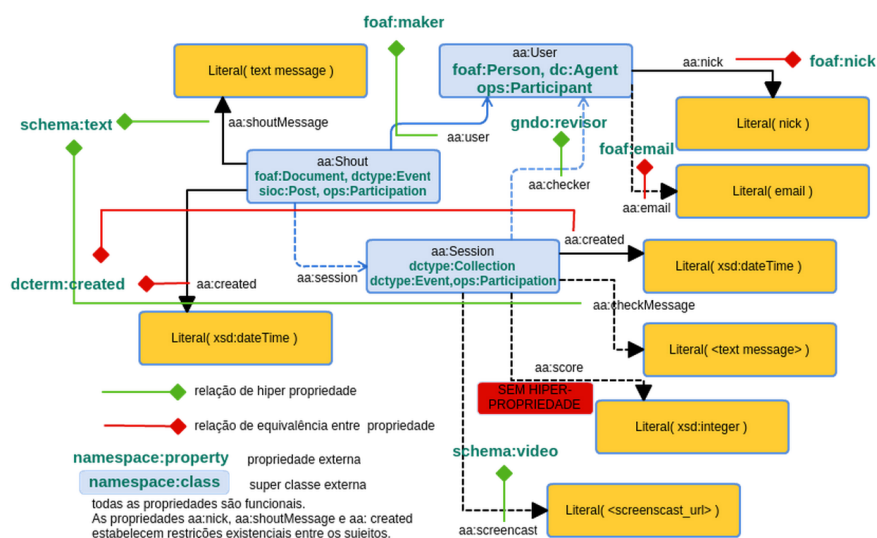 foaf:maker
aa:User
foaf:Person, dc:Agent
ops:Participant
aa:nick
foaf:nick
Literal( text message )
Literal( nick )
schema:text
aa:shoutMessage
aa:user
gndo:revisor
foaf:email
aa:Shout
foaf:Document, dctype:Event
sioc:Post, ops:Participation
aa:checker
aa:email
Literal( email )
aa:created
aa:Session
dctype:Collection
dctype:Event,ops:Participation
Literal( xsd:dateTime )
aa:session
dcterm:created
aa:created
aa:checkMessage
Literal( xsd:dateTime )
Literal( <text message> )
aa:score
SEM HIPER-
PROPRIEDADE
relação de hiper propriedade
relação de equivalência entre propriedade
Literal( xsd:integer )
schema:video
namespace:property propriedade externa
namespace:class super classe externa
todas as propriedades são funcionais.
As propriedades aa:nick, aa:shoutMessage e aa: created
estabelecem restrições existenciais entre os sujeitos.
Literal( <screenscast_url> )
aa:screencast